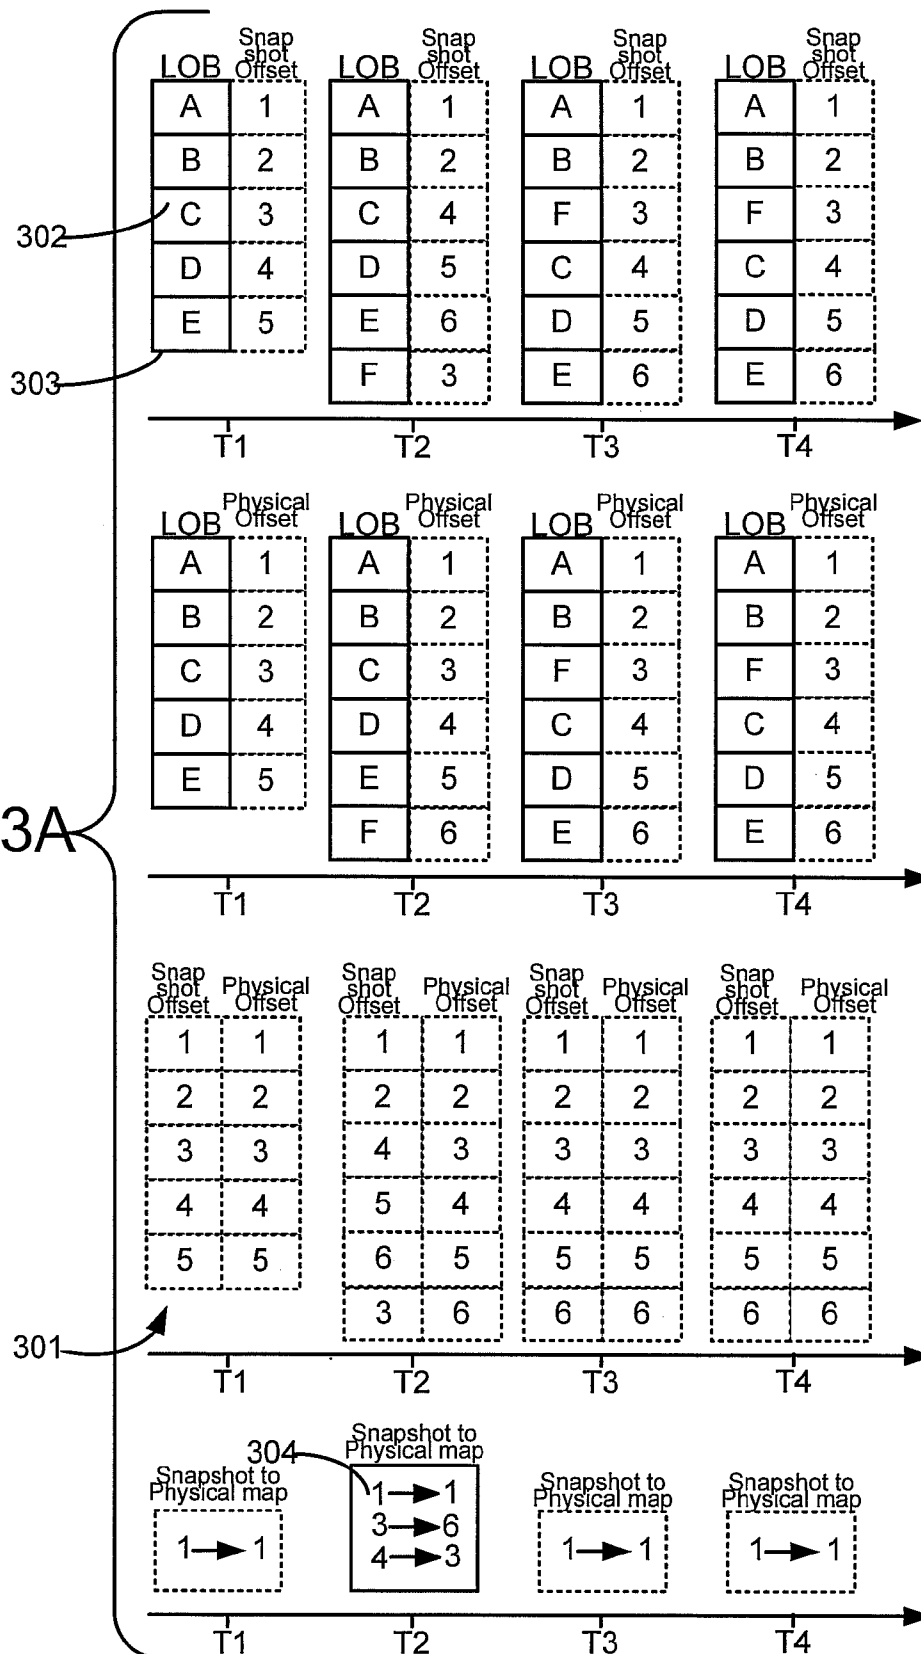 Snap shot Offset Snap shot Offset Snap shot Offset Snap shot Offset
LOB LOB LOB LOB
A 1 A 1 A 1 A 1
B 2 B 2 B 2 B 2
C 3 C 4 F 3 F 3
302
D 4 D 5 C 4 C 4
E 5 E 6 D 5 D 5
303
F 3 E 6 E 6
T1 T2 T3 T4
Physical Offset Physical Offset Physical Offset Physical Offset
LOB LOB LOB LOB
A 1 A 1 A 1 A 1
B 2 B 2 B 2 B 2
C 3 C 3 F 3 F 3
D 4 D 4 C 4 C 4
E 5 E 5 D 5 D 5
3A
F 6 E 6 E 6
T1 T2 T3 T4
Snap shot Offset Physical Offset Snap shot Offset Physical Offset Snap shot Offset Physical Offset Snap shot Offset Physical Offset
1 1 1 1 1 1 1 1
2 2 2 2 2 2 2 2
3 3 4 3 3 3 3 3
4 4 5 4 4 4 4 4
5 5 6 5 5 5 5 5
3 6 6 6 6 6
301
T1 T2 T3 T4
Snapshot to Physical map
304
1 → 1
3 → 6
4 → 3
Snapshot to Physical map Snapshot to Physical map Snapshot to Physical map
1 → 1 1 → 1 1 → 1
T1 T2 T3 T4